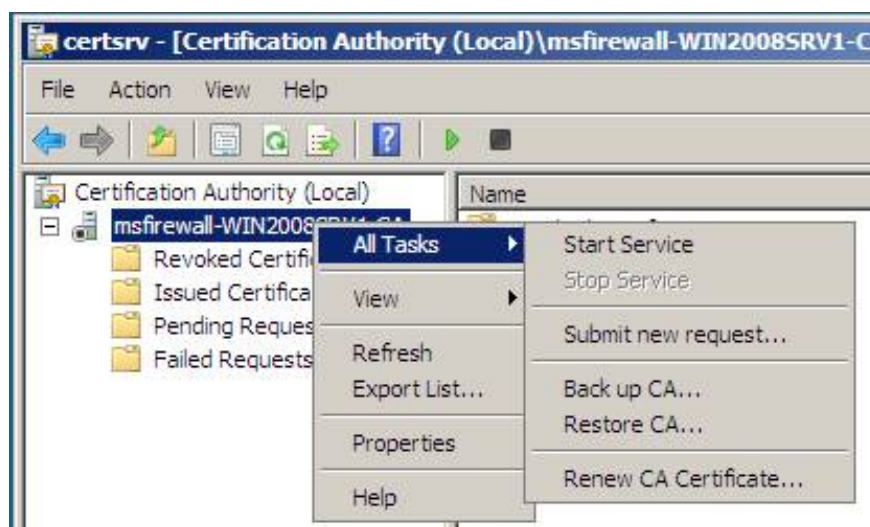 certsrv - [Certification Authority (Local)\msfirewall-WIN2008SRV1-C
File Action View Help
Certification Authority (Local)
Name
msfirewall-WIN2008SRV1-CA
Revoked Certifi
Issued Certifica
Pending Reques
Failed Requests
All Tasks
View
Refresh
Export List...
Properties
Help
Start Service
Stop Service
Submit new request...
Back up CA...
Restore CA...
Renew CA Certificate...